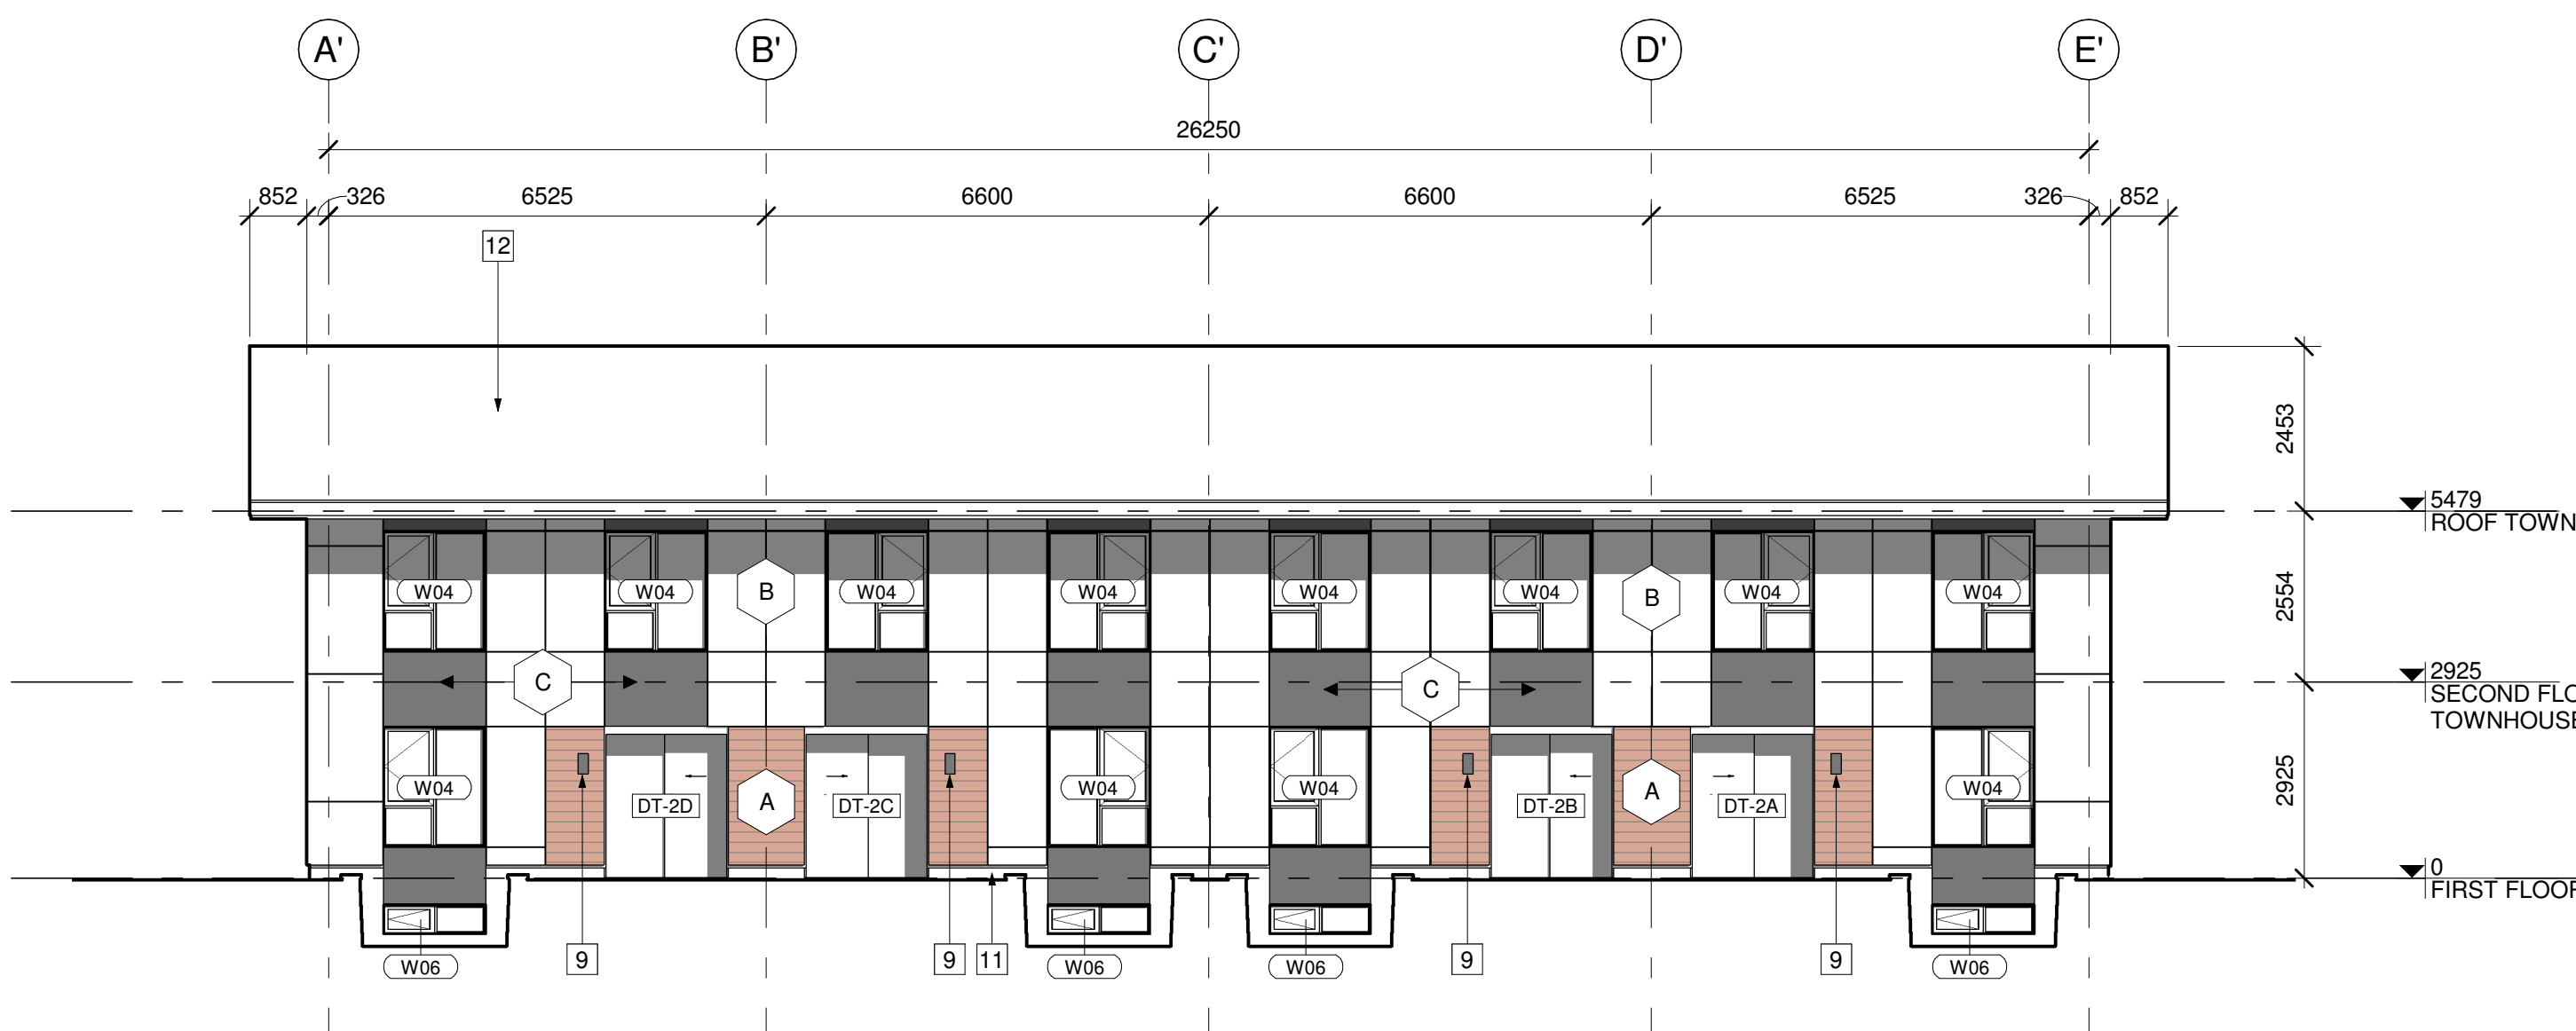 A' B' C' D' E'
26250
852 326 6525 6600 6600 6525 326 852
12
2453
5479
ROOF TOWN
W04 W04 B W04 W04 W04 W04 B W04 W04
2554
C C
2925
SECOND FLO
TOWNHOUSE
W04 W04 W04 W04
DT-2D A DT-2C DT-2B A DT-2A
2925
0
FIRST FLOOR
9 9 11 9 9
W06 W06 W06 W06